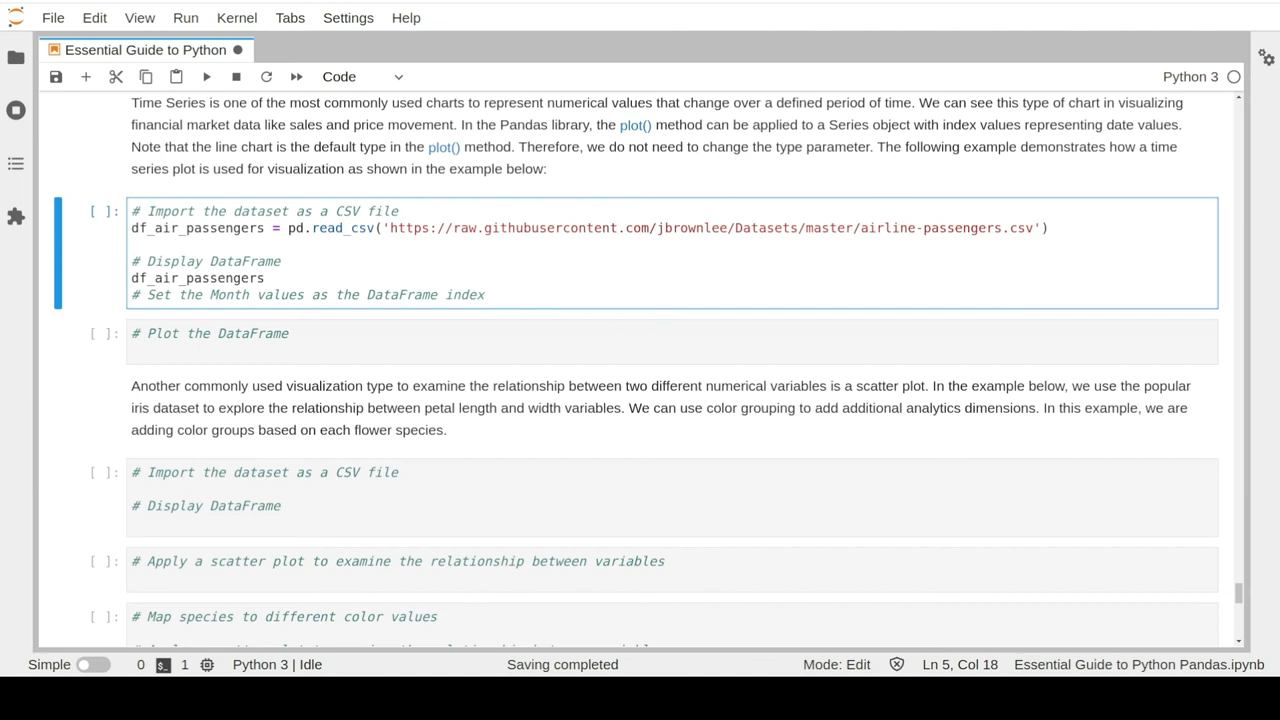 File Edit View Run Kernel Tabs Settings Help
Essential Guide to Python
Code
Python 3
Time Series is one of the most commonly used charts to represent numerical values that change over a defined period of time. We can see this type of chart in visualizing
financial market data like sales and price movement. In the Pandas library, the plot() method can be applied to a Series object with index values representing date values.
Note that the line chart is the default type in the plot() method. Therefore, we do not need to change the type parameter. The following example demonstrates how a time
series plot is used for visualization as shown in the example below:
[ ]: # Import the dataset as a CSV file
df_air_passengers = pd.read_csv('https://raw.githubusercontent.com/jbrownlee/Datasets/master/airline-passengers.csv')
# Display DataFrame
df_air_passengers
# Set the Month values as the DataFrame index
[ ]: # Plot the DataFrame
Another commonly used visualization type to examine the relationship between two different numerical variables is a scatter plot. In the example below, we use the popular
iris dataset to explore the relationship between petal length and width variables. We can use color grouping to add additional analytics dimensions. In this example, we are
adding color groups based on each flower species.
[ ]: # Import the dataset as a CSV file
# Display DataFrame
[ ]: # Apply a scatter plot to examine the relationship between variables
[ ]: # Map species to different color values
Simple 0 $_ 1 Python 3 | Idle Saving completed Mode: Edit Ln 5, Col 18 Essential Guide to Python Pandas.ipynb